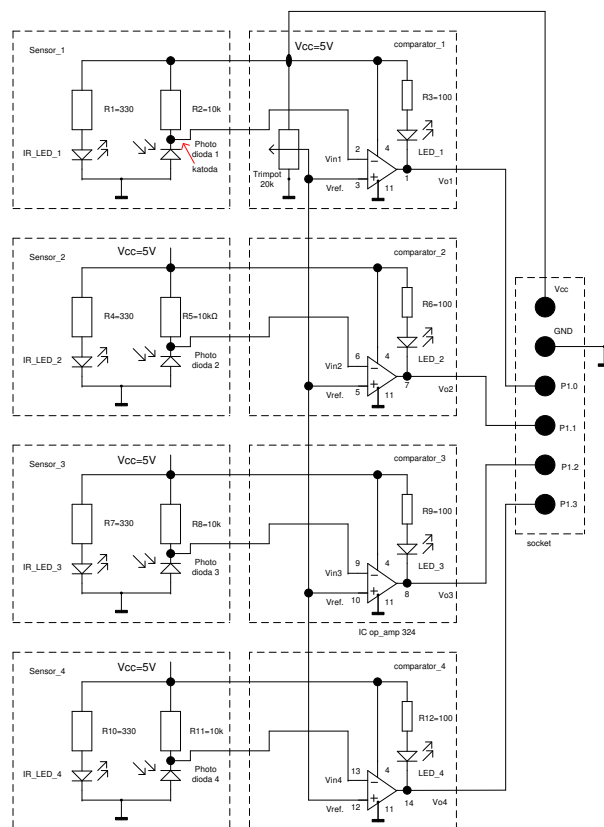 Sensor_1
Vcc=5V
comparator_1
R1=330
R2=10k
R3=100
IR_LED_1
Photo
dioda 1
katoda
Trimpot
20k
Vin1
Vref.
2
3
4
11
1
LED_1
Vo1
Sensor_2
Vcc=5V
comparator_2
R4=330
R5=10kΩ
R6=100
IR_LED_2
Photo
dioda 2
Vin2
Vref.
6
5
4
11
7
LED_2
Vo2
Vcc
GND
P1.0
P1.1
P1.2
P1.3
socket
Sensor_3
Vcc=5V
comparator_3
R7=330
R8=10k
R9=100
IR_LED_3
Photo
dioda 3
Vin3
Vref.
9
10
4
11
8
LED_3
Vo3
IC op_amp 324
Sensor_4
Vcc=5V
comparator_4
R10=330
R11=10k
R12=100
IR_LED_4
Photo
dioda 4
Vin4
Vref.
13
12
4
11
14
LED_4
Vo4